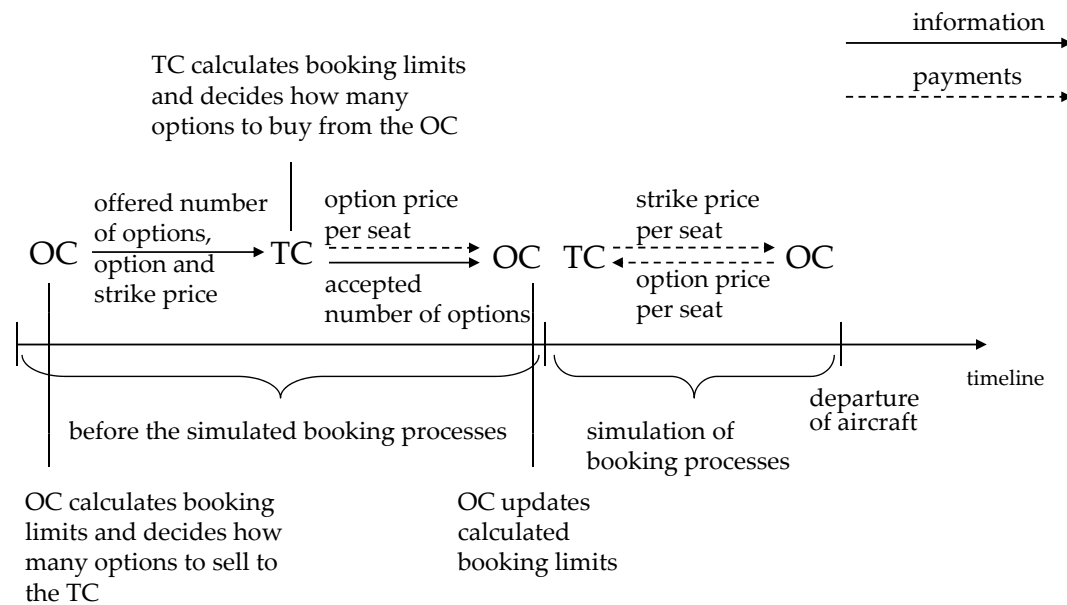 information
payments
TC calculates booking limits
and decides how many
options to buy from the OC
OC
offered number
of options,
option and
strike price
TC
option price
per seat
accepted
number of options
OC
TC
strike price
per seat
option price
per seat
OC
timeline
departure
of aircraft
before the simulated booking processes
simulation of
booking processes
OC calculates booking
limits and decides how
many options to sell to
the TC
OC updates
calculated
booking limits